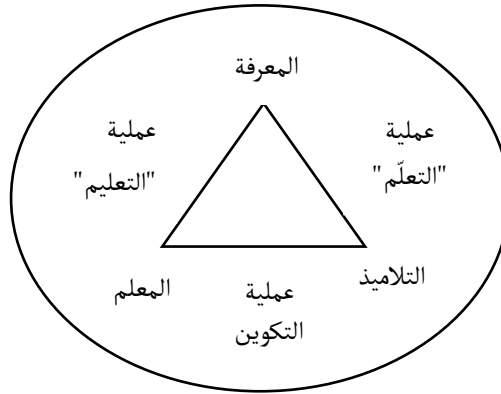 المعرفة
عملية
"التعلّم"
عملية
"التعليم"
التلاميذ
عملية
التكوين
المعلم